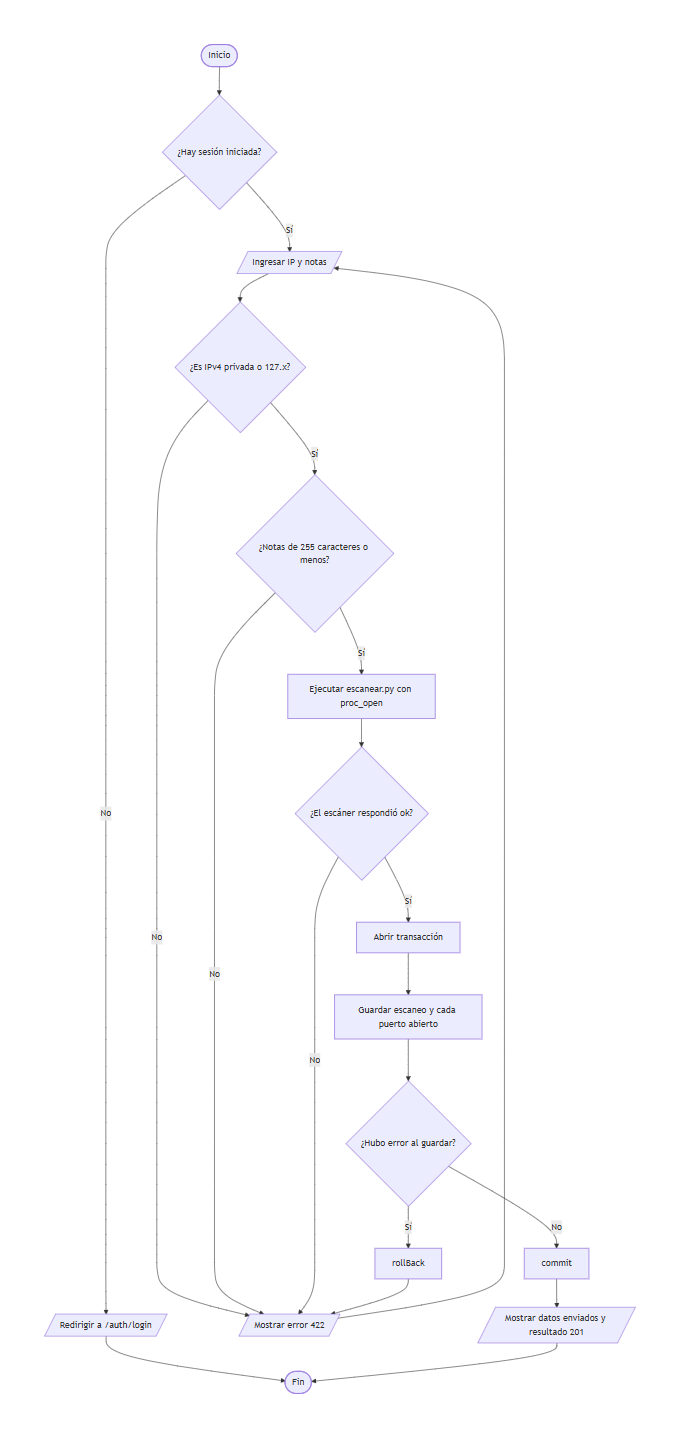 Inicio
¿Hay sesión iniciada?
Sí
Ingresar IP y notas
¿Es IPv4 privada o 127.x?
Sí
¿Notas de 255 caracteres o
menos?
Sí
Ejecutar escanear.py con
proc_open
¿El escáner respondió ok?
No
Sí
No
Abrir transacción
No
Guardar escaneo y cada
puerto abierto
No
¿Hubo error al guardar?
Sí
No
rollBack
commit
Redirigir a /auth/login
Mostrar error 422
Mostrar datos enviados y
resultado 201
Fin